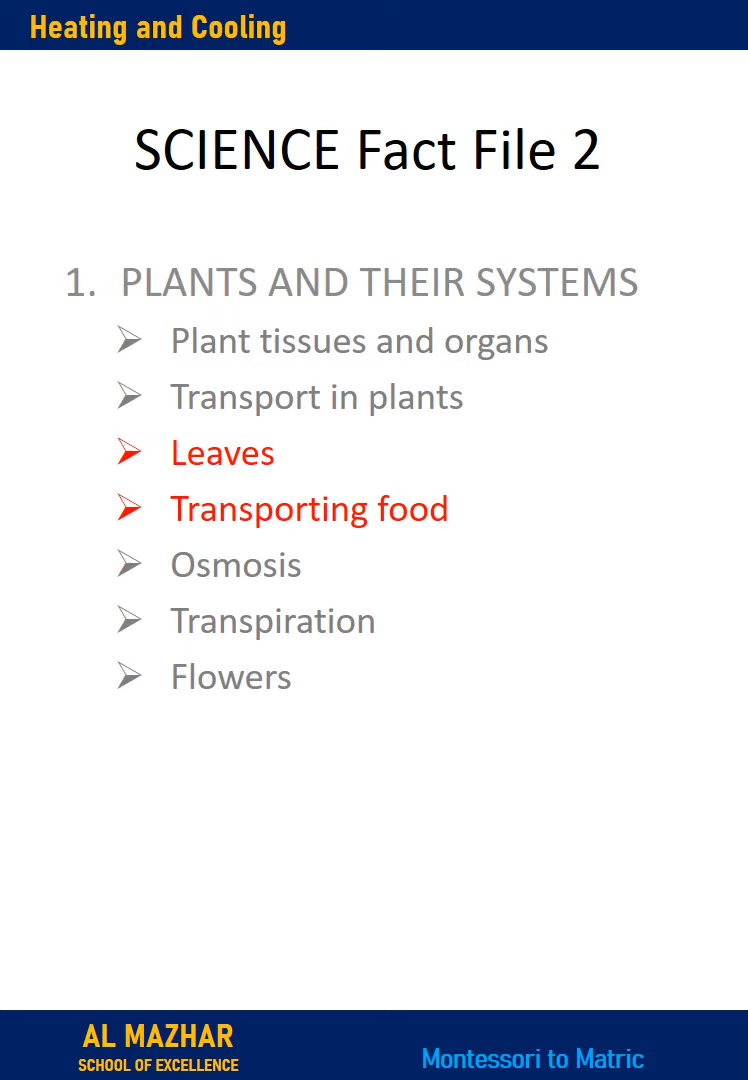 Heating and Cooling
SCIENCE Fact File 2
1. PLANTS AND THEIR SYSTEMS
Plant tissues and organs
Transport in plants
Leaves
Transporting food
Osmosis
Transpiration
Flowers
AL MAZHAR
SCHOOL OF EXCELLENCE
Montessori to Matric